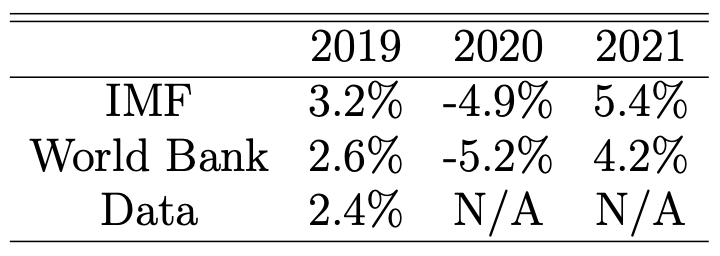 2019 2020 2021
IMF 3.2% -4.9% 5.4%
World Bank 2.6% -5.2% 4.2%
Data 2.4% N/A N/A